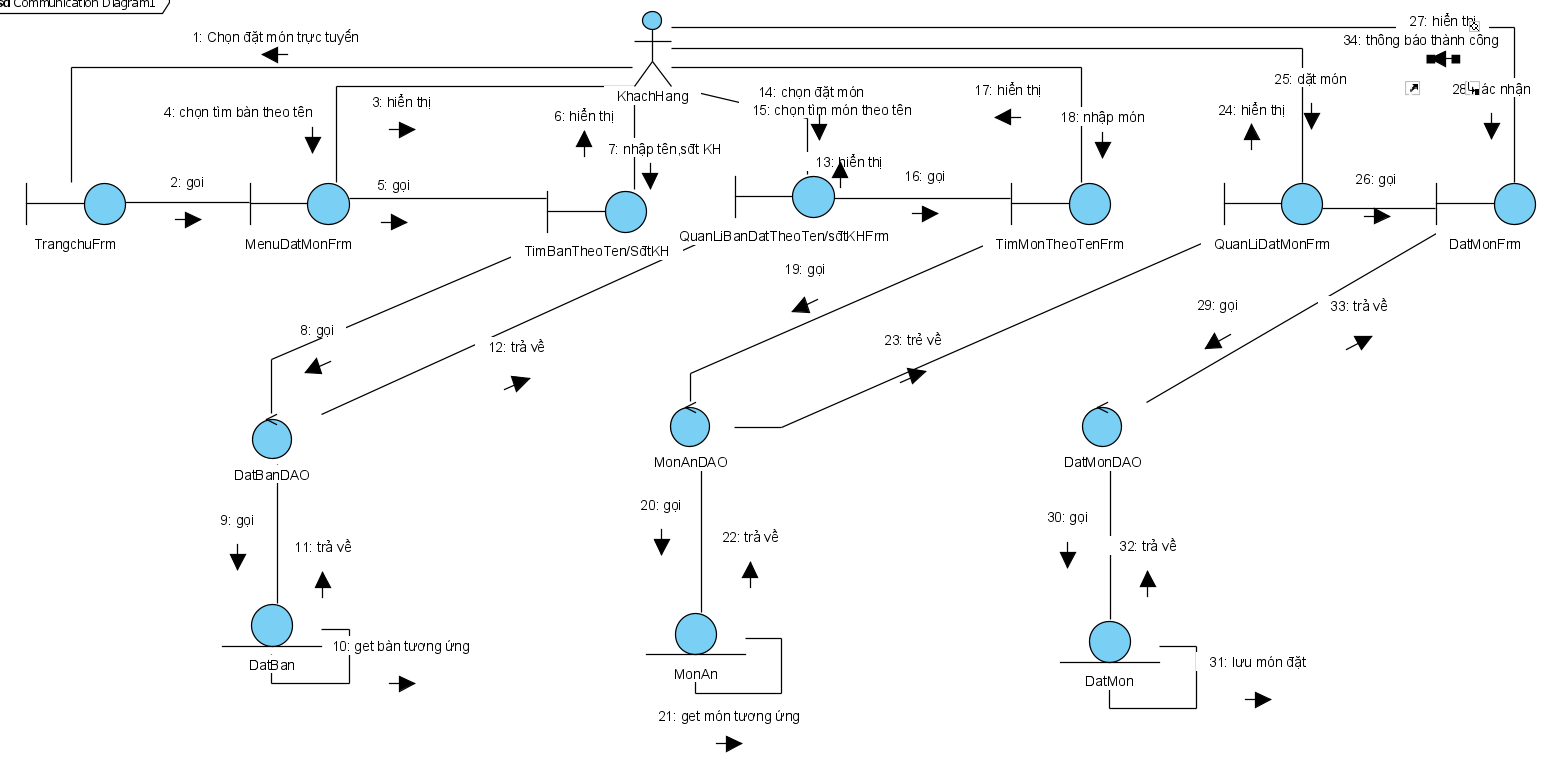 sd Communication Diagram1
27: hiển thị
34: thông báo thành công
1: Chọn đặt món trực tuyến
25: đặt món
14: chọn đặt món
15: chọn tìm món theo tên
17: hiển thị
KhachHang
3: hiển thị
4: chọn tìm bàn theo tên
6: hiển thị
18: nhập món
24: hiển thị
7: nhập tên,sđt KH
13: hiển thị
2: goi
5: gọi
16: gọi
26: gọi
TrangchuFrm
MenuDatMonFrm
TimBanTheoTen/SđtKH
QuanLiBanDatTheoTen/sđtKHFrm
TimMonTheoTenFrm
QuanLiDatMonFrm
DatMonFrm
19: gọi
29: gọi
33: trả về
8: gọi
12: trả về
23: trẻ về
DatBanDAO
MonAnDAO
DatMonDAO
9: gọi
20: gọi
30: gọi
11: trả về
22: trả về
32: trả về
10: get bàn tương ứng
DatBan
MonAn
DatMon
31: lưu món đặt
21: get món tương ứng